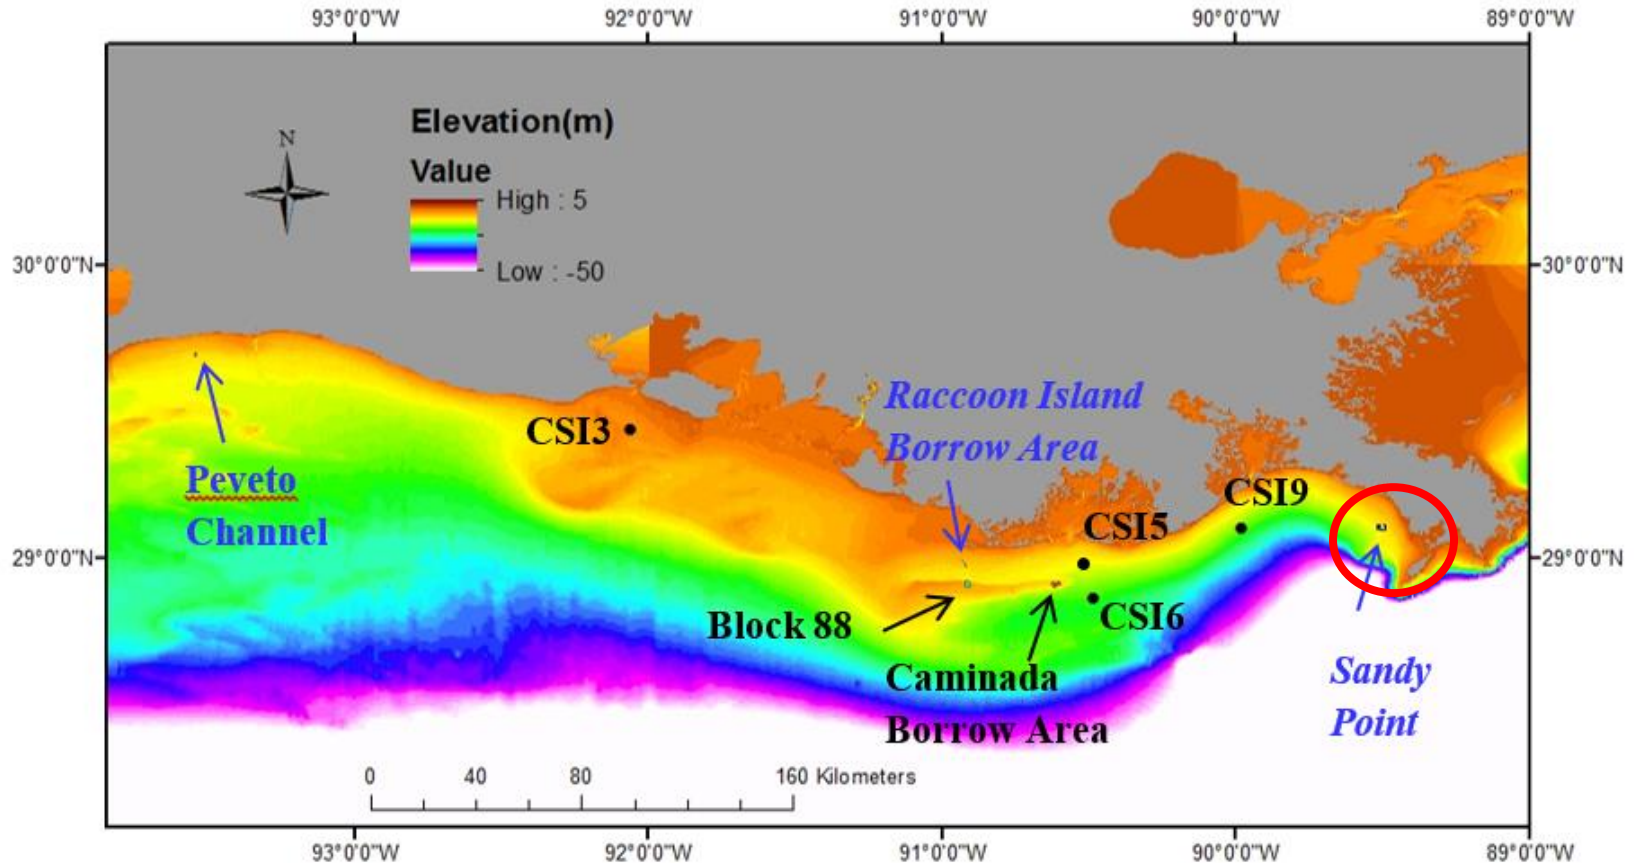 93°0'0"W
92°0'0"W
91°0'0"W
90°0'0"W
89°0'0"W
Elevation(m)
Value
High : 5
Low : -50
N
30°0'0"N
30°0'0"N
Raccoon Island
Borrow Area
CSI3
Peveto
Channel
CSI9
CSI5
29°0'0"N
29°0'0"N
Block 88
CSI6
Caminada
Borrow Area
Sandy
Point
0 40 80 160 Kilometers
93°0'0"W
92°0'0"W
91°0'0"W
90°0'0"W
89°0'0"W